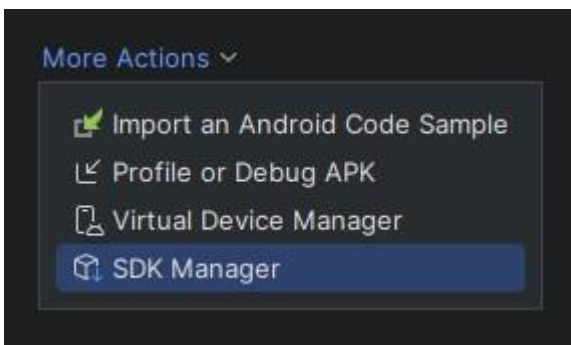 More Actions
Import an Android Code Sample
Profile or Debug APK
Virtual Device Manager
SDK Manager